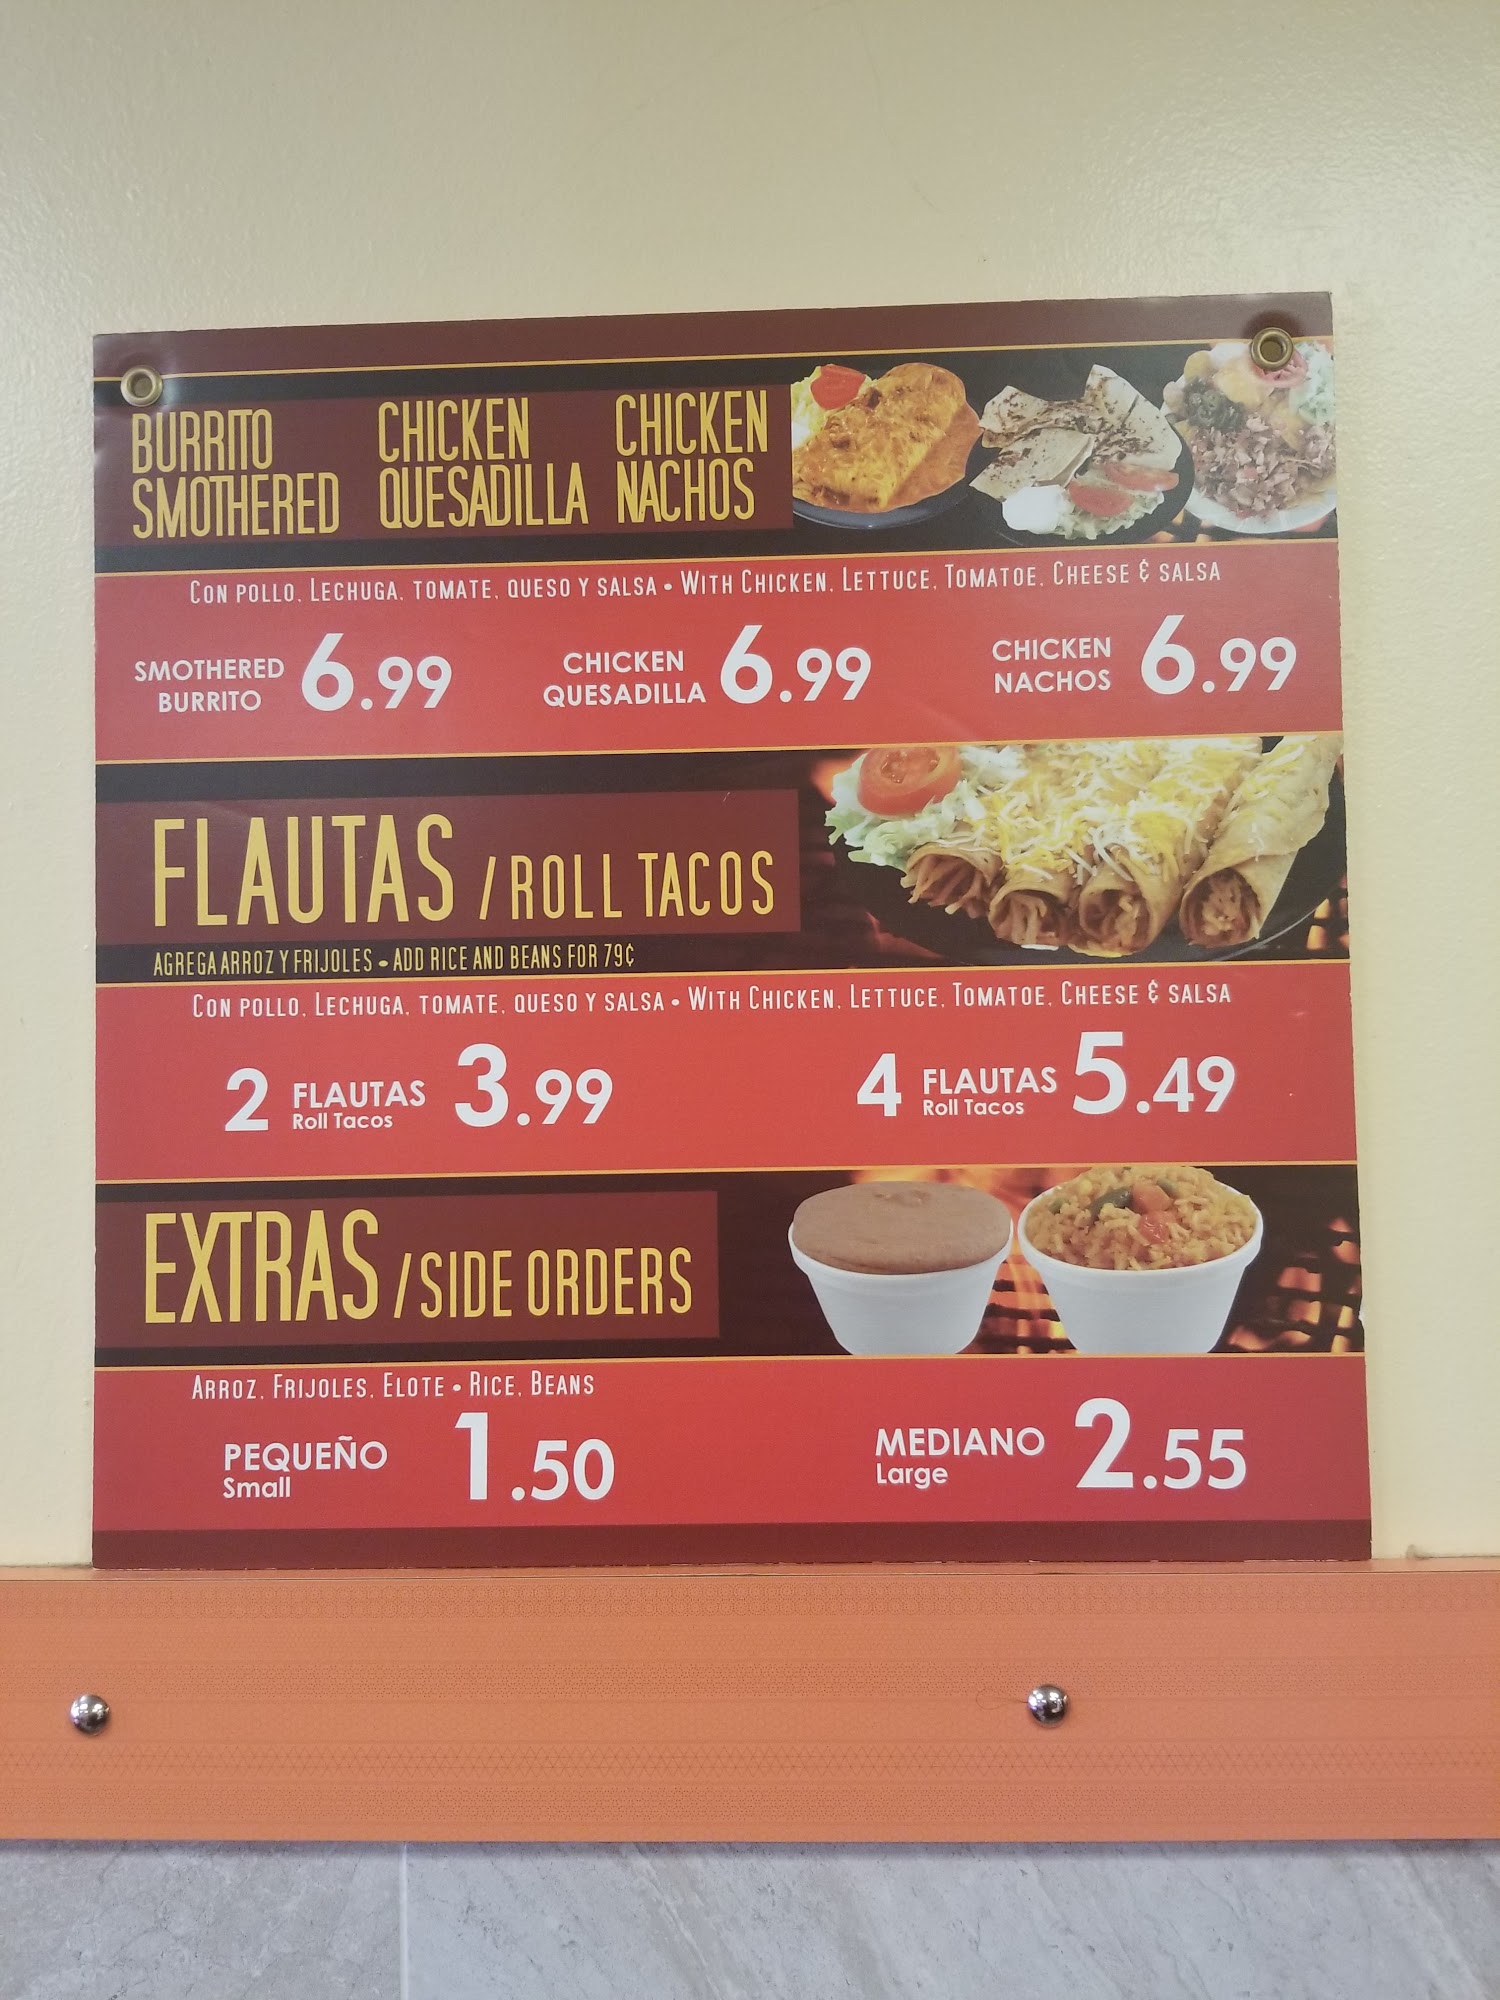 BURRITO SMOTHERED
CHICKEN QUESADILLA
CHICKEN NACHOS
CON POLLO, LECHUGA, TOMATE, QUESO Y SALSA • WITH CHICKEN, LETTUCE, TOMATOE, CHEESE & SALSA
SMOTHERED BURRITO 6.99
CHICKEN QUESADILLA 6.99
CHICKEN NACHOS 6.99
FLAUTAS / ROLL TACOS
AGREGA ARROZ Y FRIJOLES • ADD RICE AND BEANS FOR 79¢
CON POLLO, LECHUGA, TOMATE, QUESO Y SALSA • WITH CHICKEN, LETTUCE, TOMATOE, CHEESE & SALSA
2 FLAUTAS Roll Tacos 3.99
4 FLAUTAS Roll Tacos 5.49
EXTRAS / SIDE ORDERS
ARROZ, FRIJOLES, ELOTE • RICE, BEANS
PEQUEÑO Small 1.50
MEDIANO Large 2.55